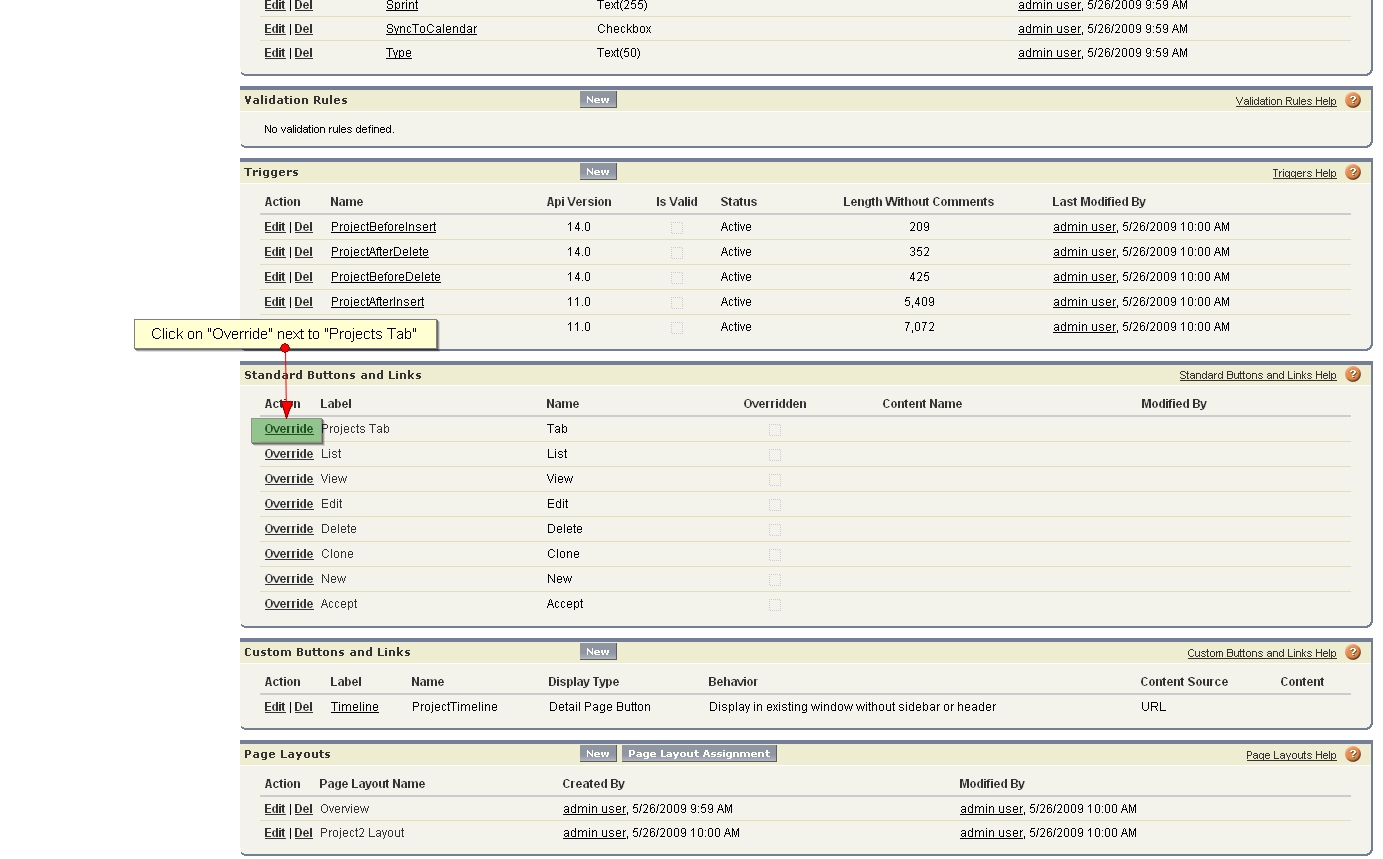 Edit | Del Sprint Text(255) admin user, 5/26/2009 9:59 AM
Edit | Del SyncToCalendar Checkbox admin user, 5/26/2009 9:59 AM
Edit | Del Type Text(50) admin user, 5/26/2009 9:59 AM
Validation Rules New Validation Rules Help ?
No validation rules defined.
Triggers New Triggers Help ?
Action Name Api Version Is Valid Status Length Without Comments Last Modified By
Edit | Del ProjectBeforeInsert 14.0 Active 209 admin user, 5/26/2009 10:00 AM
Edit | Del ProjectAfterDelete 14.0 Active 352 admin user, 5/26/2009 10:00 AM
Edit | Del ProjectBeforeDelete 14.0 Active 425 admin user, 5/26/2009 10:00 AM
Edit | Del ProjectAfterInsert 11.0 Active 5,409 admin user, 5/26/2009 10:00 AM
11.0 Active 7,072 admin user, 5/26/2009 10:00 AM
Click on "Override" next to "Projects Tab"
Standard Buttons and Links Standard Buttons and Links Help ?
Action Label Name Overridden Content Name Modified By
Override Projects Tab Tab
Override List List
Override View View
Override Edit Edit
Override Delete Delete
Override Clone Clone
Override New New
Override Accept Accept
Custom Buttons and Links New Custom Buttons and Links Help ?
Action Label Name Display Type Behavior Content Source Content
Edit | Del Timeline ProjectTimeline Detail Page Button Display in existing window without sidebar or header URL
Page Layouts New Page Layout Assignment Page Layouts Help ?
Action Page Layout Name Created By Modified By
Edit | Del Overview admin user, 5/26/2009 9:59 AM admin user, 5/26/2009 10:00 AM
Edit | Del Project2 Layout admin user, 5/26/2009 10:00 AM admin user, 5/26/2009 10:00 AM